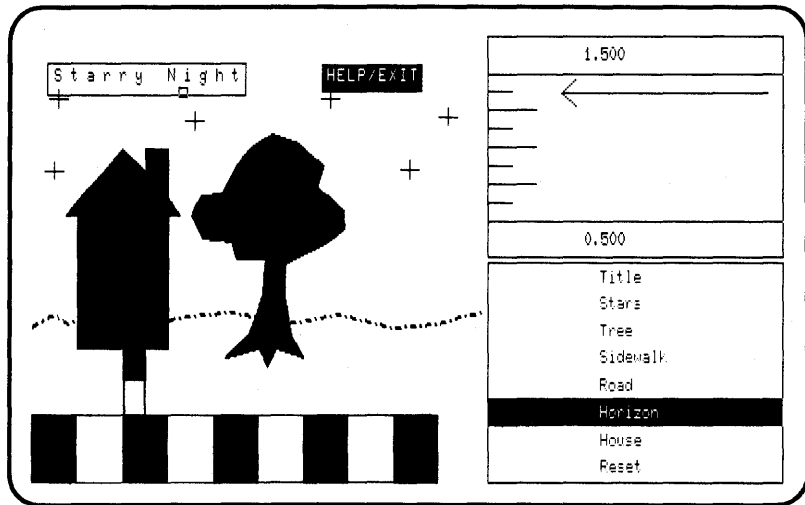 Starry Night
HELP/EXIT
1.500
0.500
Title
Stars
Tree
Sidewalk
Road
Horizon
House
Reset